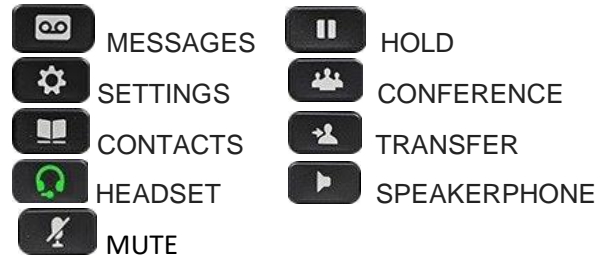 MESSAGES HOLD
SETTINGS CONFERENCE
CONTACTS TRANSFER
HEADSET SPEAKERPHONE
MUTE